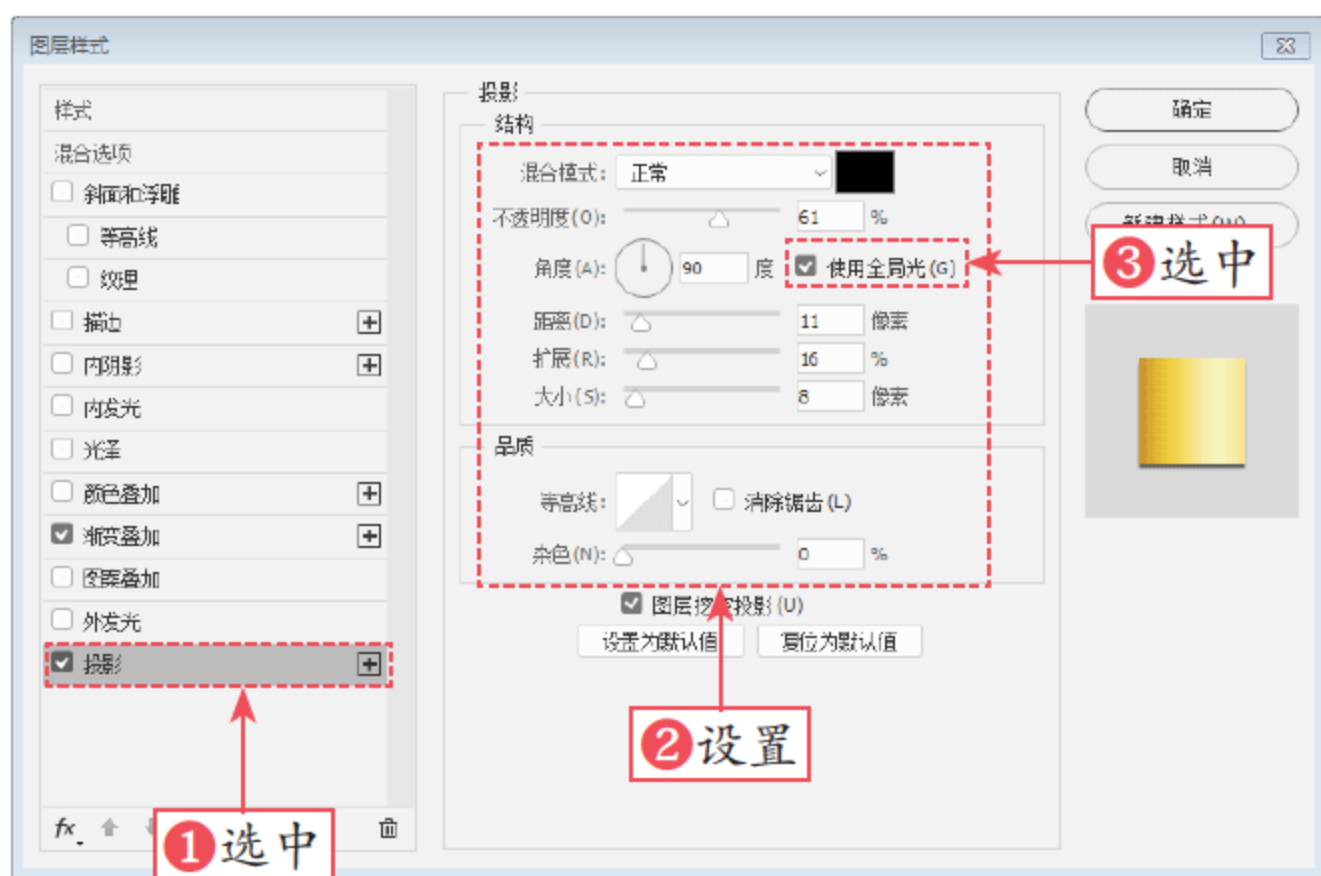 图层样式
样式
混合选项
斜面和浮雕
等高线
纹理
描边
内阴影
内发光
光泽
颜色叠加
渐变叠加
图案叠加
外发光
投影
fx
❶选中
投影
结构
混合模式: 正常
不透明度(O): 61 %
角度(A): 90 度 使用全局光(G)
距离(D): 11 像素
扩展(R): 16 %
大小(S): 8 像素
品质
等高线: 消除锯齿(L)
杂色(N): 0 %
图层挖 投影(U)
设置为默认值 复位为默认值
❷设置
确定
取消
❸选中